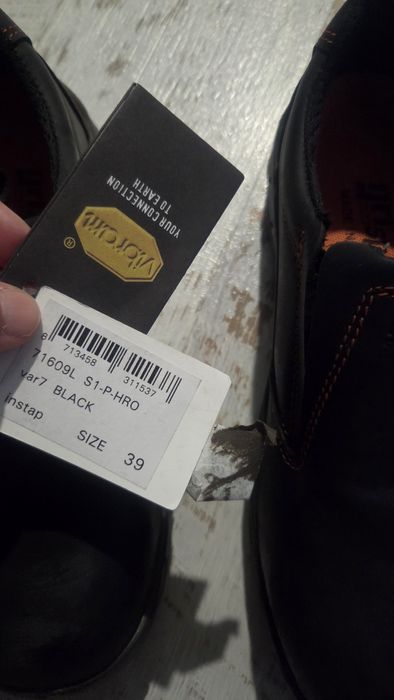 YOUR CONNECTION
TO EARTH
vibram®
8 713458 311537
71609L S1-P-HRO
var7 BLACK
instap
SIZE 39